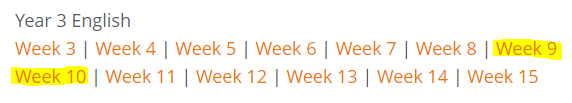 Year 3 English
Week 3 | Week 4 | Week 5 | Week 6 | Week 7 | Week 8 | Week 9
Week 10 | Week 11 | Week 12 | Week 13 | Week 14 | Week 15